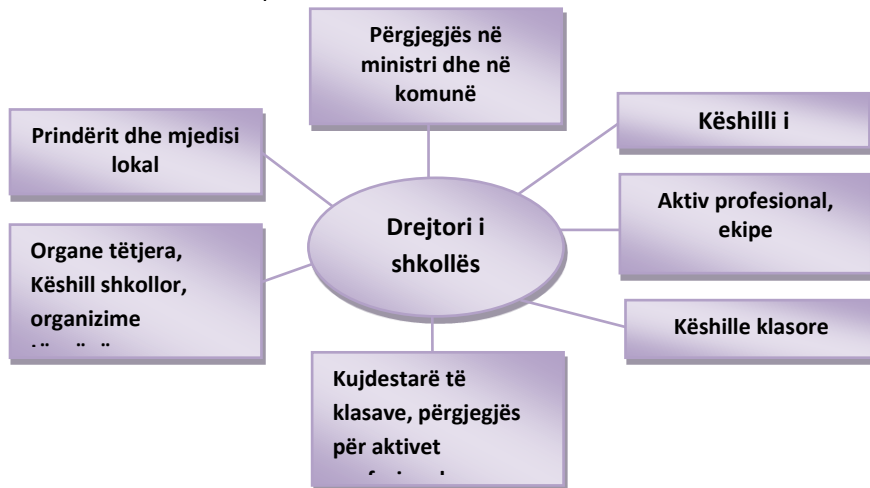 Përgjegjës në
ministri dhe në
komunë
Prindërit dhe mjedisi
lokal
Këshilli i
Drejtori i
shkollës
Aktiv profesional,
ekipe
Organe tëtjera,
Këshill shkollor,
organizime
Këshille klasore
Kujdestarë të
klasave, përgjegjës
për aktivet